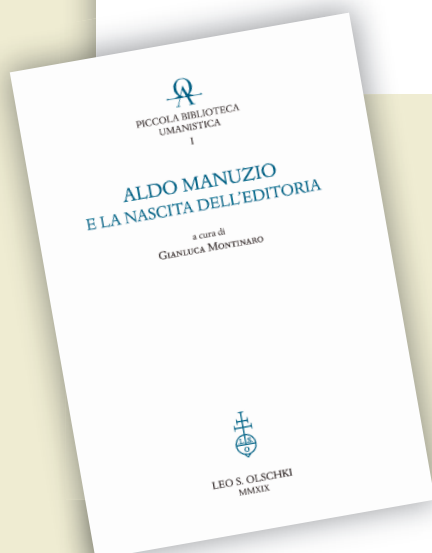 PICCOLA BIBLIOTECA
UMANISTICA
I
ALDO MANUZIO
E LA NASCITA DELL'EDITORIA
a cura di
GIANLUCA MONTINARO
LEO S. OLSCHKI
MMXIX